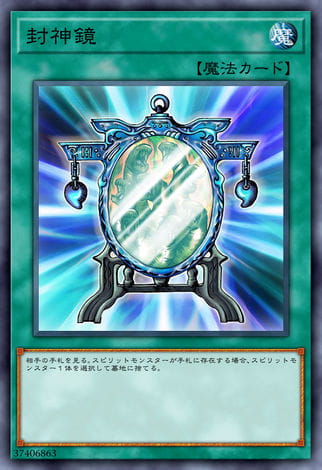 封神鏡
魔
【魔法カード】
相手の手札を見る。スピリットモンスターが手札に存在する場合、スピリットモ
ンスター1体を選択して墓地に捨てる。
37406863